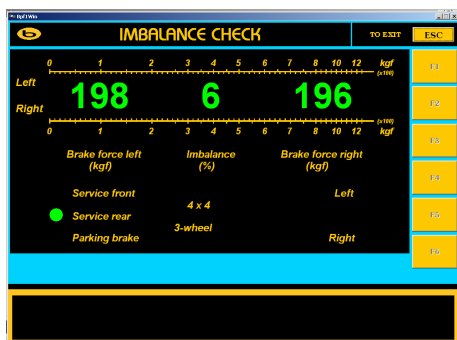 Bpf1Win
IMBALANCE CHECK
TO EXIT ESC
0 1 2 3 4 5 6 7 8 10 12 kgf
(x100)
Left 198 6 196
Right
(x100)
0 1 2 3 4 5 6 7 8 10 12 kgf
Brake force left Imbalance Brake force right
(kgf) (%) (kgf)
Service front Left
4 x 4
Service rear
3-wheel
Parking brake Right
F1
F2
F3
F4
F5
F6